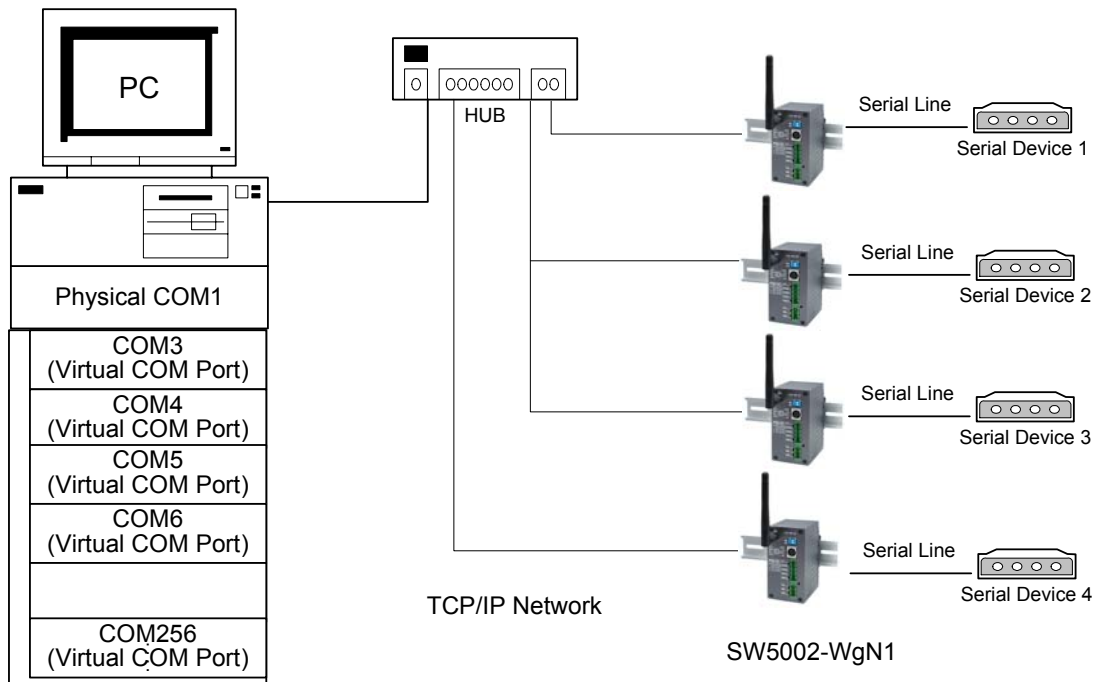 PC
HUB
Serial Line
Serial Device 1
Physical COM1
Serial Line
Serial Device 2
COM3
(Virtual COM Port)
COM4
(Virtual COM Port)
Serial Line
Serial Device 3
COM5
(Virtual COM Port)
COM6
(Virtual COM Port)
Serial Line
Serial Device 4
TCP/IP Network
COM256
(Virtual COM Port)
SW5002-WgN1